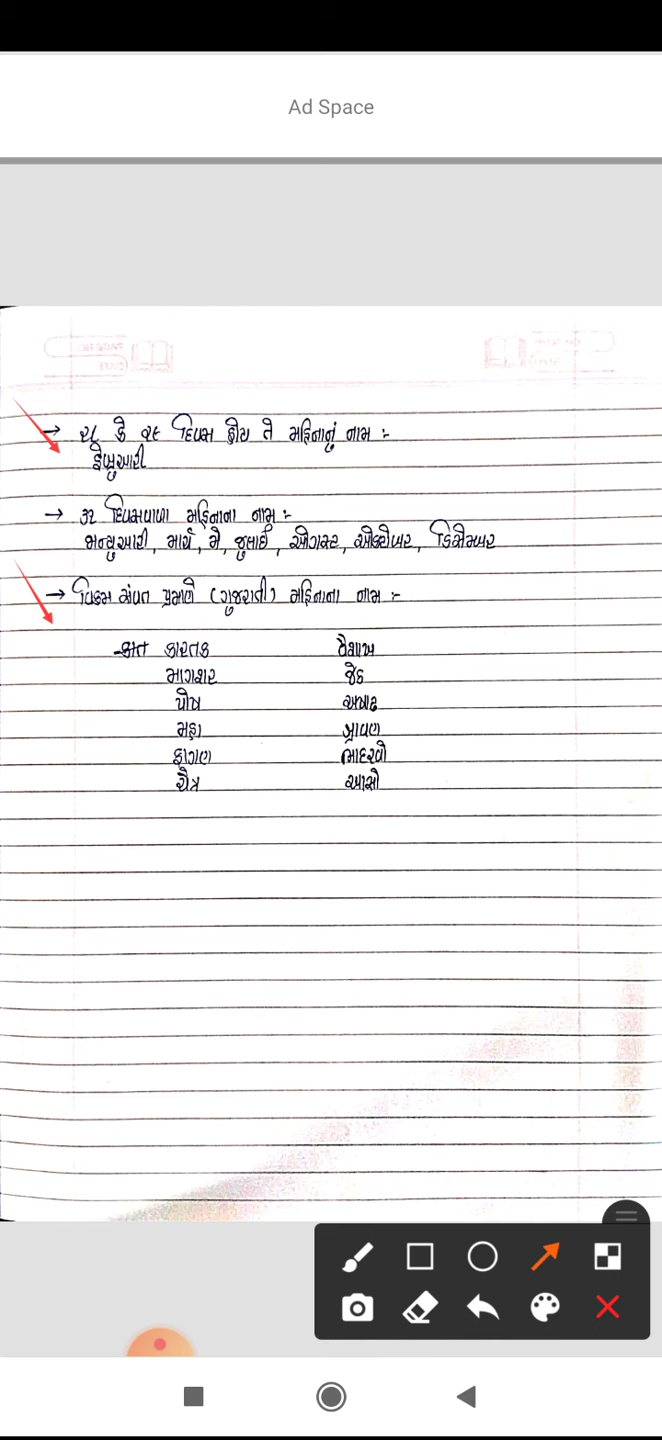 Ad Space
→ ૨૮ કે ૨૯ દિવસ હોય તે મહિનાનું નામ :-
ફેબ્રુઆરી
→ ૩૧ દિવસવાળા મહિનાના નામ :-
જાન્યુઆરી, માર્ચ, મે, જુલાઈ, ઓગસ્ટ, ઓક્ટોબર, ડિસેમ્બર
→ વિક્રમ સંવત પ્રમાણે (ગુજરાતી) મહિનાના નામ :-
કારતક વૈશાખ
માગશર જેઠ
પોષ અષાઢ
મહા શ્રાવણ
ફાગણ ભાદરવો
ચૈત્ર આસો